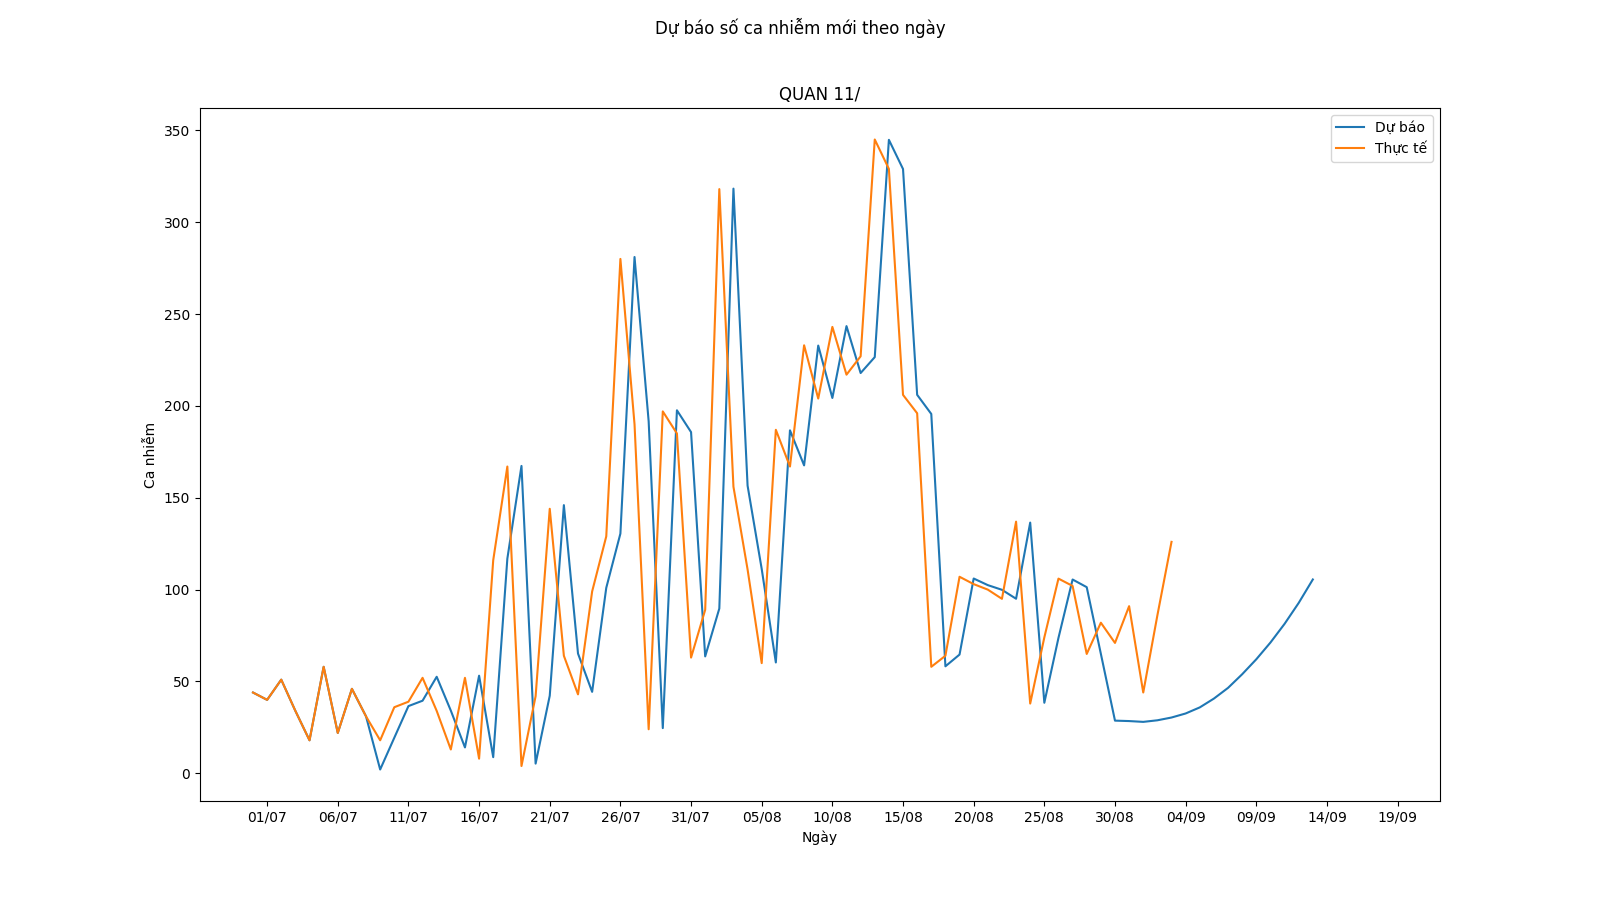 Dự báo số ca nhiễm mới theo ngày
QUAN 11/
Dự báo
Thực tế
350
300
250
200
150
100
50
0
Ca nhiễm
01/07 06/07 11/07 16/07 21/07 26/07 31/07 05/08 10/08 15/08 20/08 25/08 30/08 04/09 09/09 14/09 19/09
Ngày